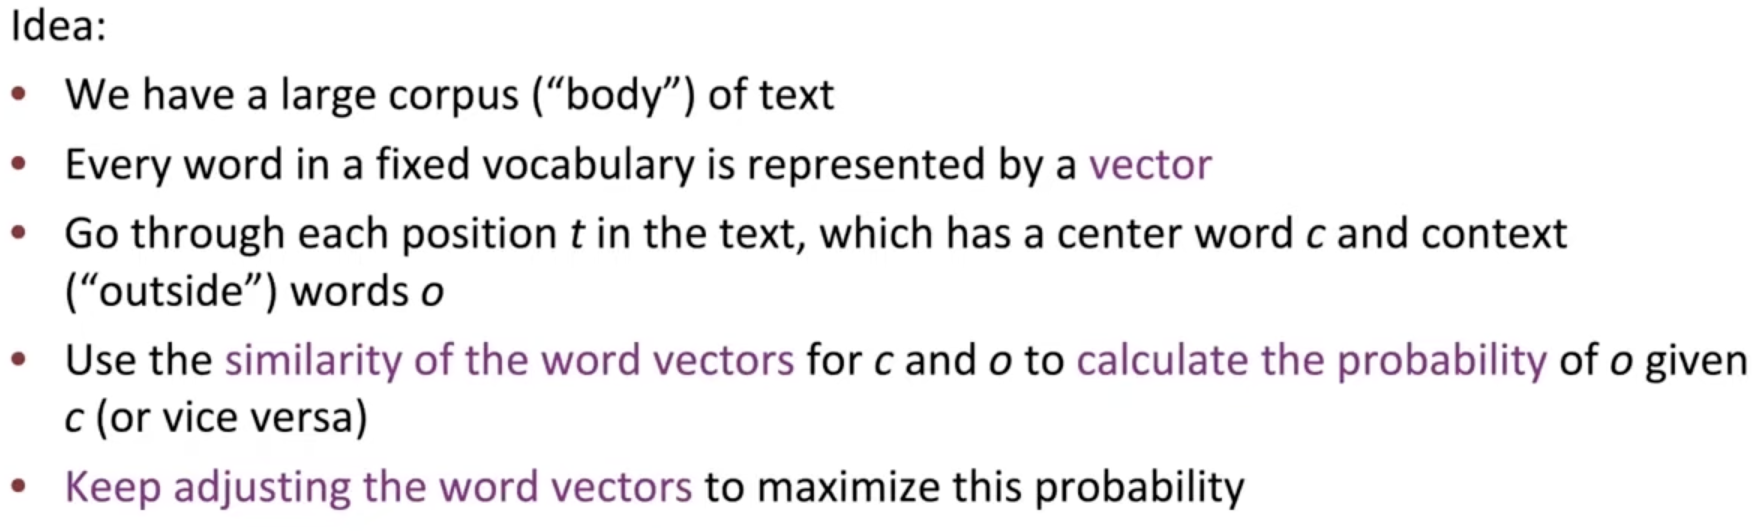 Idea:
• We have a large corpus (“body”) of text
• Every word in a fixed vocabulary is represented by a vector
• Go through each position t in the text, which has a center word c and context
(“outside”) words o
• Use the similarity of the word vectors for c and o to calculate the probability of o given
c (or vice versa)
• Keep adjusting the word vectors to maximize this probability